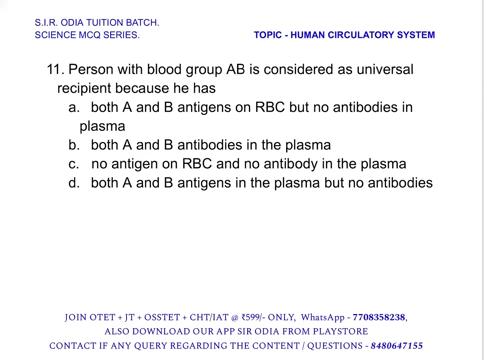 S.I.R. ODIA TUITION BATCH.
SCIENCE MCQ SERIES.
TOPIC - HUMAN CIRCULATORY SYSTEM
11. Person with blood group AB is considered as universal
recipient because he has
a. both A and B antigens on RBC but no antibodies in
plasma
b. both A and B antibodies in the plasma
c. no antigen on RBC and no antibody in the plasma
d. both A and B antigens in the plasma but no antibodies
JOIN OTET + JT + OSSTET + CHT/IAT @ ₹599/- ONLY, WhatsApp - 7708358238,
ALSO DOWNLOAD OUR APP SIR ODIA FROM PLAYSTORE
CONTACT IF ANY QUERY REGARDING THE CONTENT / QUESTIONS - 8480647155